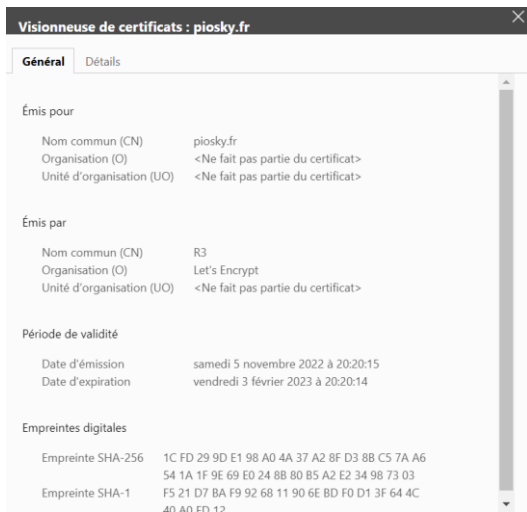 Visionneuse de certificats : piosky.fr
Général Détails
Émis pour
Nom commun (CN) piosky.fr
Organisation (O) <Ne fait pas partie du certificat>
Unité d'organisation (UO) <Ne fait pas partie du certificat>
Émis par
Nom commun (CN) R3
Organisation (O) Let's Encrypt
Unité d'organisation (UO) <Ne fait pas partie du certificat>
Période de validité
Date d'émission samedi 5 novembre 2022 à 20:20:15
Date d'expiration vendredi 3 février 2023 à 20:20:14
Empreintes digitales
Empreinte SHA-256 1C FD 29 9D E1 98 A0 4A 37 A2 8F D3 8B C5 7A A6
54 1A 1F 9E 69 E0 24 8B 80 B5 A2 E2 34 98 73 03
Empreinte SHA-1 F5 21 D7 BA F9 92 68 11 90 6E BD F0 D1 3F 64 4C
40 A0 FD 12